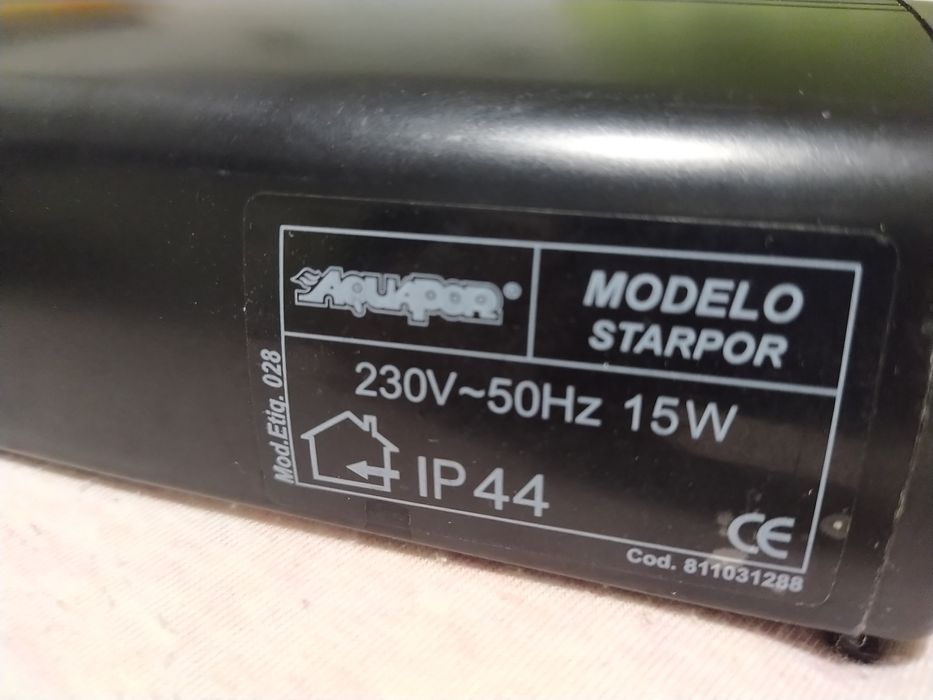 AQUAPOR®
MODELO
STARPOR
230V~50Hz 15W
IP44
CE
Mod.Etiq. 028
Cod. 811031288